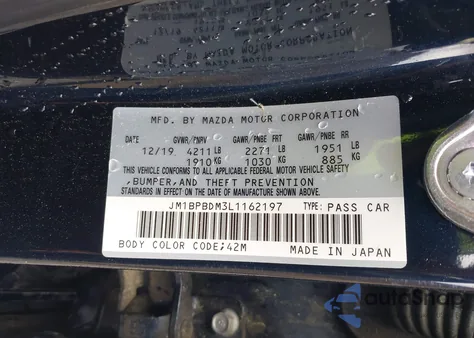 MFD. BY MAZDA MOTOR CORPORATION
DATE GVWR/PNRV GAWR/PNBE FRT GAWR/PNBE RR
12/19 4211 LB 2271 LB 1951 LB
1910 KG 1030 KG 885 KG
THIS VEHICLE CONFORMS TO ALL APPLICABLE FEDERAL MOTOR VEHICLE SAFETY,
BUMPER, AND THEFT PREVENTION
STANDARDS IN EFFECT ON THE DATE OF MANUFACTURE SHOWN ABOVE.
JM1BPBDM3L1162197 TYPE: PASS CAR
BODY COLOR CODE;42M MADE IN JAPAN
autoSnap